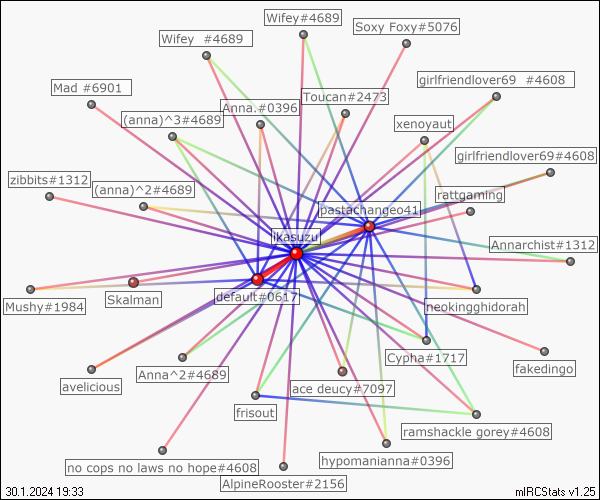 Wifey#4689
Soxy Foxy#5076
Wifey  #4689
girlfriendlover69  #4608
Mad #6901
Toucan#2473
Anna.#0396
(anna)^3#4689
xenoyaut
girlfriendlover69#4608
zibbits#1312
(anna)^2#4689
rattgaming
pastachangeo41
ikasuzu
Annarchist#1312
default#0617
Mushy#1984
Skalman
neokingghidorah
Cypha#1717
fakedingo
Anna^2#4689
avelicious
ace deucy#7097
frisout
ramshackle gorey#4608
hypomanianna#0396
no cops no laws no hope#4608
AlpineRooster#2156
30.1.2024 19:33
mIRCStats v1.25